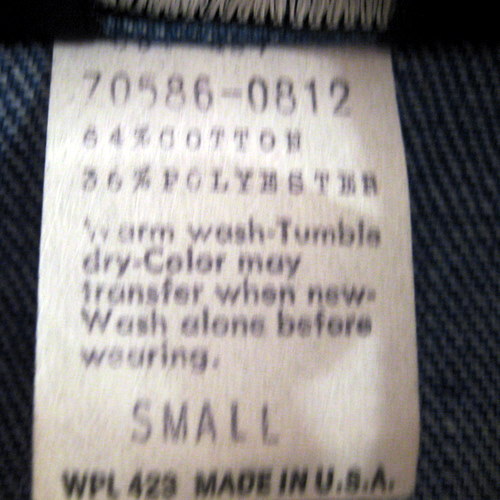 70586-0812
64%COTTON
36%POLYESTER
Warm wash-Tumble
dry-Color may
transfer when new-
Wash alone before
wearing.
SMALL
WPL 423 MADE IN U.S.A.